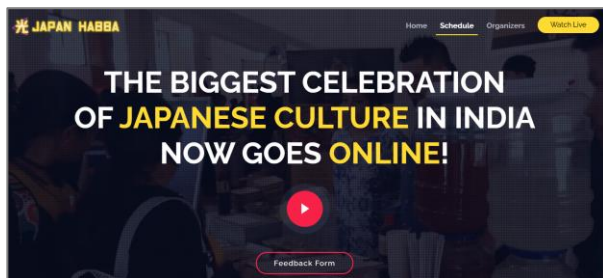 光 JAPAN HABBA
Home Schedule Organizers Watch Live
THE BIGGEST CELEBRATION
OF JAPANESE CULTURE IN INDIA
NOW GOES ONLINE!
Feedback Form